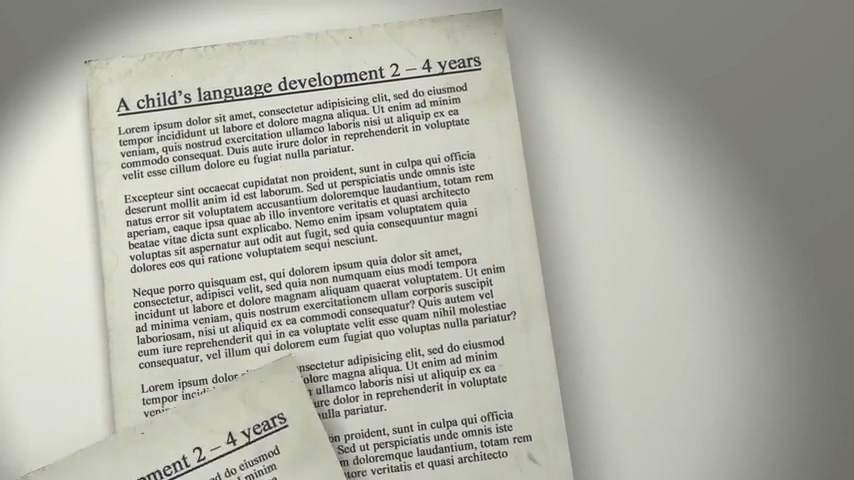 A child's language development 2 – 4 years
Lorem ipsum dolor sit amet, consectetur adipisicing elit, sed do eiusmod
tempor incididunt ut labore et dolore magna aliqua. Ut enim ad minim
veniam, quis nostrud exercitation ullamco laboris nisi ut aliquip ex ea
commodo consequat. Duis aute irure dolor in reprehenderit in voluptate
velit esse cillum dolore eu fugiat nulla pariatur.
Excepteur sint occaecat cupidatat non proident, sunt in culpa qui officia
deserunt mollit anim id est laborum. Sed ut perspiciatis unde omnis iste
natus error sit voluptatem accusantium doloremque laudantium, totam rem
aperiam, eaque ipsa quae ab illo inventore veritatis et quasi architecto
beatae vitae dicta sunt explicabo. Nemo enim ipsam voluptatem quia
voluptas sit aspernatur aut odit aut fugit, sed quia consequuntur magni
dolores eos qui ratione voluptatem sequi nesciunt.
Neque porro quisquam est, qui dolorem ipsum quia dolor sit amet,
consectetur, adipisci velit, sed quia non numquam eius modi tempora
incidunt ut labore et dolore magnam aliquam quaerat voluptatem. Ut enim
ad minima veniam, quis nostrum exercitationem ullam corporis suscipit
laboriosam, nisi ut aliquid ex ea commodi consequatur? Quis autem vel
eum iure reprehenderit qui in ea voluptate velit esse quam nihil molestiae
consequatur, vel illum qui dolorem eum fugiat quo voluptas nulla pariatur?
Lorem ipsum dolor nsectetur adipisicing elit, sed do eiusmod
tempor olore magna aliqua. Ut enim ad minim
ullamco laboris nisi ut aliquip ex ea
ure dolor in reprehenderit in voluptate
ulla pariatur.
on proident, sunt in culpa qui officia
Sed ut perspiciatis unde omnis iste
m doloremque laudantium, totam rem
tore veritatis et quasi architecto
ment 2 – 4 years
d do eiusmod
minim